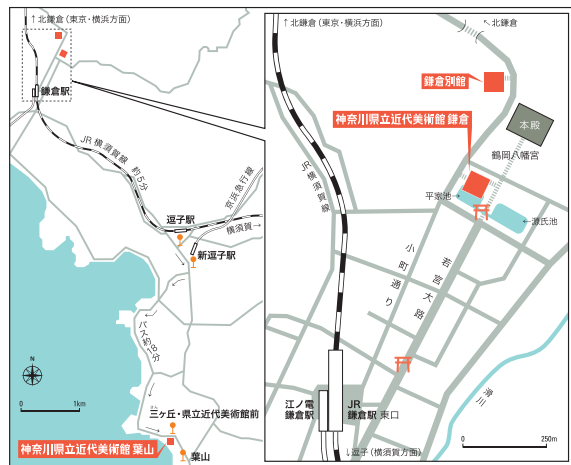 ↑北鎌倉（東京・横浜方面）
鎌倉駅
JR横須賀線 約5分
京浜急行線
逗子駅
横須賀→
新逗子駅
バス約18分
N
0 1km
三ヶ丘・県立近代美術館前
神奈川県立近代美術館 葉山
葉山
↑北鎌倉（東京・横浜方面）
↖北鎌倉
鎌倉別館
本殿
神奈川県立近代美術館 鎌倉
鶴岡八幡宮
JR横須賀線
平家池→
←源氏池
若宮大路
小町通り
滑川
江ノ電
鎌倉駅
JR
鎌倉駅 東口
↓逗子（横須賀方面）
0 250m